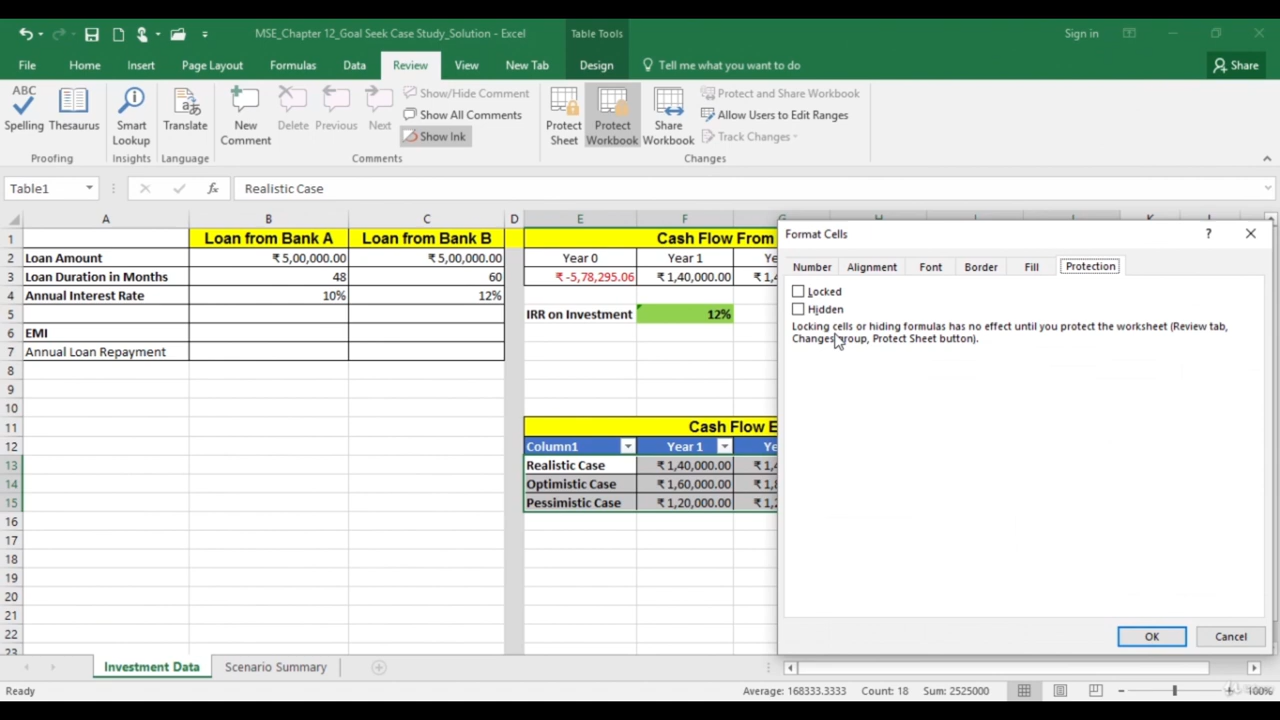 MSE_Chapter 12_Goal Seek Case Study_Solution - Excel
Table Tools
Sign in
File Home Insert Page Layout Formulas Data Review View New Tab Design Tell me what you want to do Share
ABC
Spelling
Thesaurus
Smart Lookup
Translate
New Comment
Delete
Previous
Next
Show/Hide Comment
Show All Comments
Show Ink
Protect Sheet
Protect Workbook
Share Workbook
Protect and Share Workbook
Allow Users to Edit Ranges
Track Changes
Proofing Insights Language Comments Changes
Table1 fx Realistic Case
A B C D E F G H I J K L
1 Loan from Bank A Loan from Bank B Cash Flow From
2 Loan Amount ₹ 5,00,000.00 ₹ 5,00,000.00 Year 0 Year 1
3 Loan Duration in Months 48 60 ₹ -5,78,295.06 ₹ 1,40,000.00
4 Annual Interest Rate 10% 12%
5 IRR on Investment 12%
6 EMI
7 Annual Loan Repayment
8
9
10
11 Cash Flow E
12 Column1 Year 1
13 Realistic Case ₹ 1,40,000.00
14 Optimistic Case ₹ 1,60,000.00
15 Pessimistic Case ₹ 1,20,000.00
16
17
18
19
20
21
22
23
Format Cells
Number Alignment Font Border Fill Protection
Locked
Hidden
Locking cells or hiding formulas has no effect until you protect the worksheet (Review tab,
Changes group, Protect Sheet button).
OK Cancel
Investment Data Scenario Summary
Ready Average: 168333.3333 Count: 18 Sum: 2525000 100%